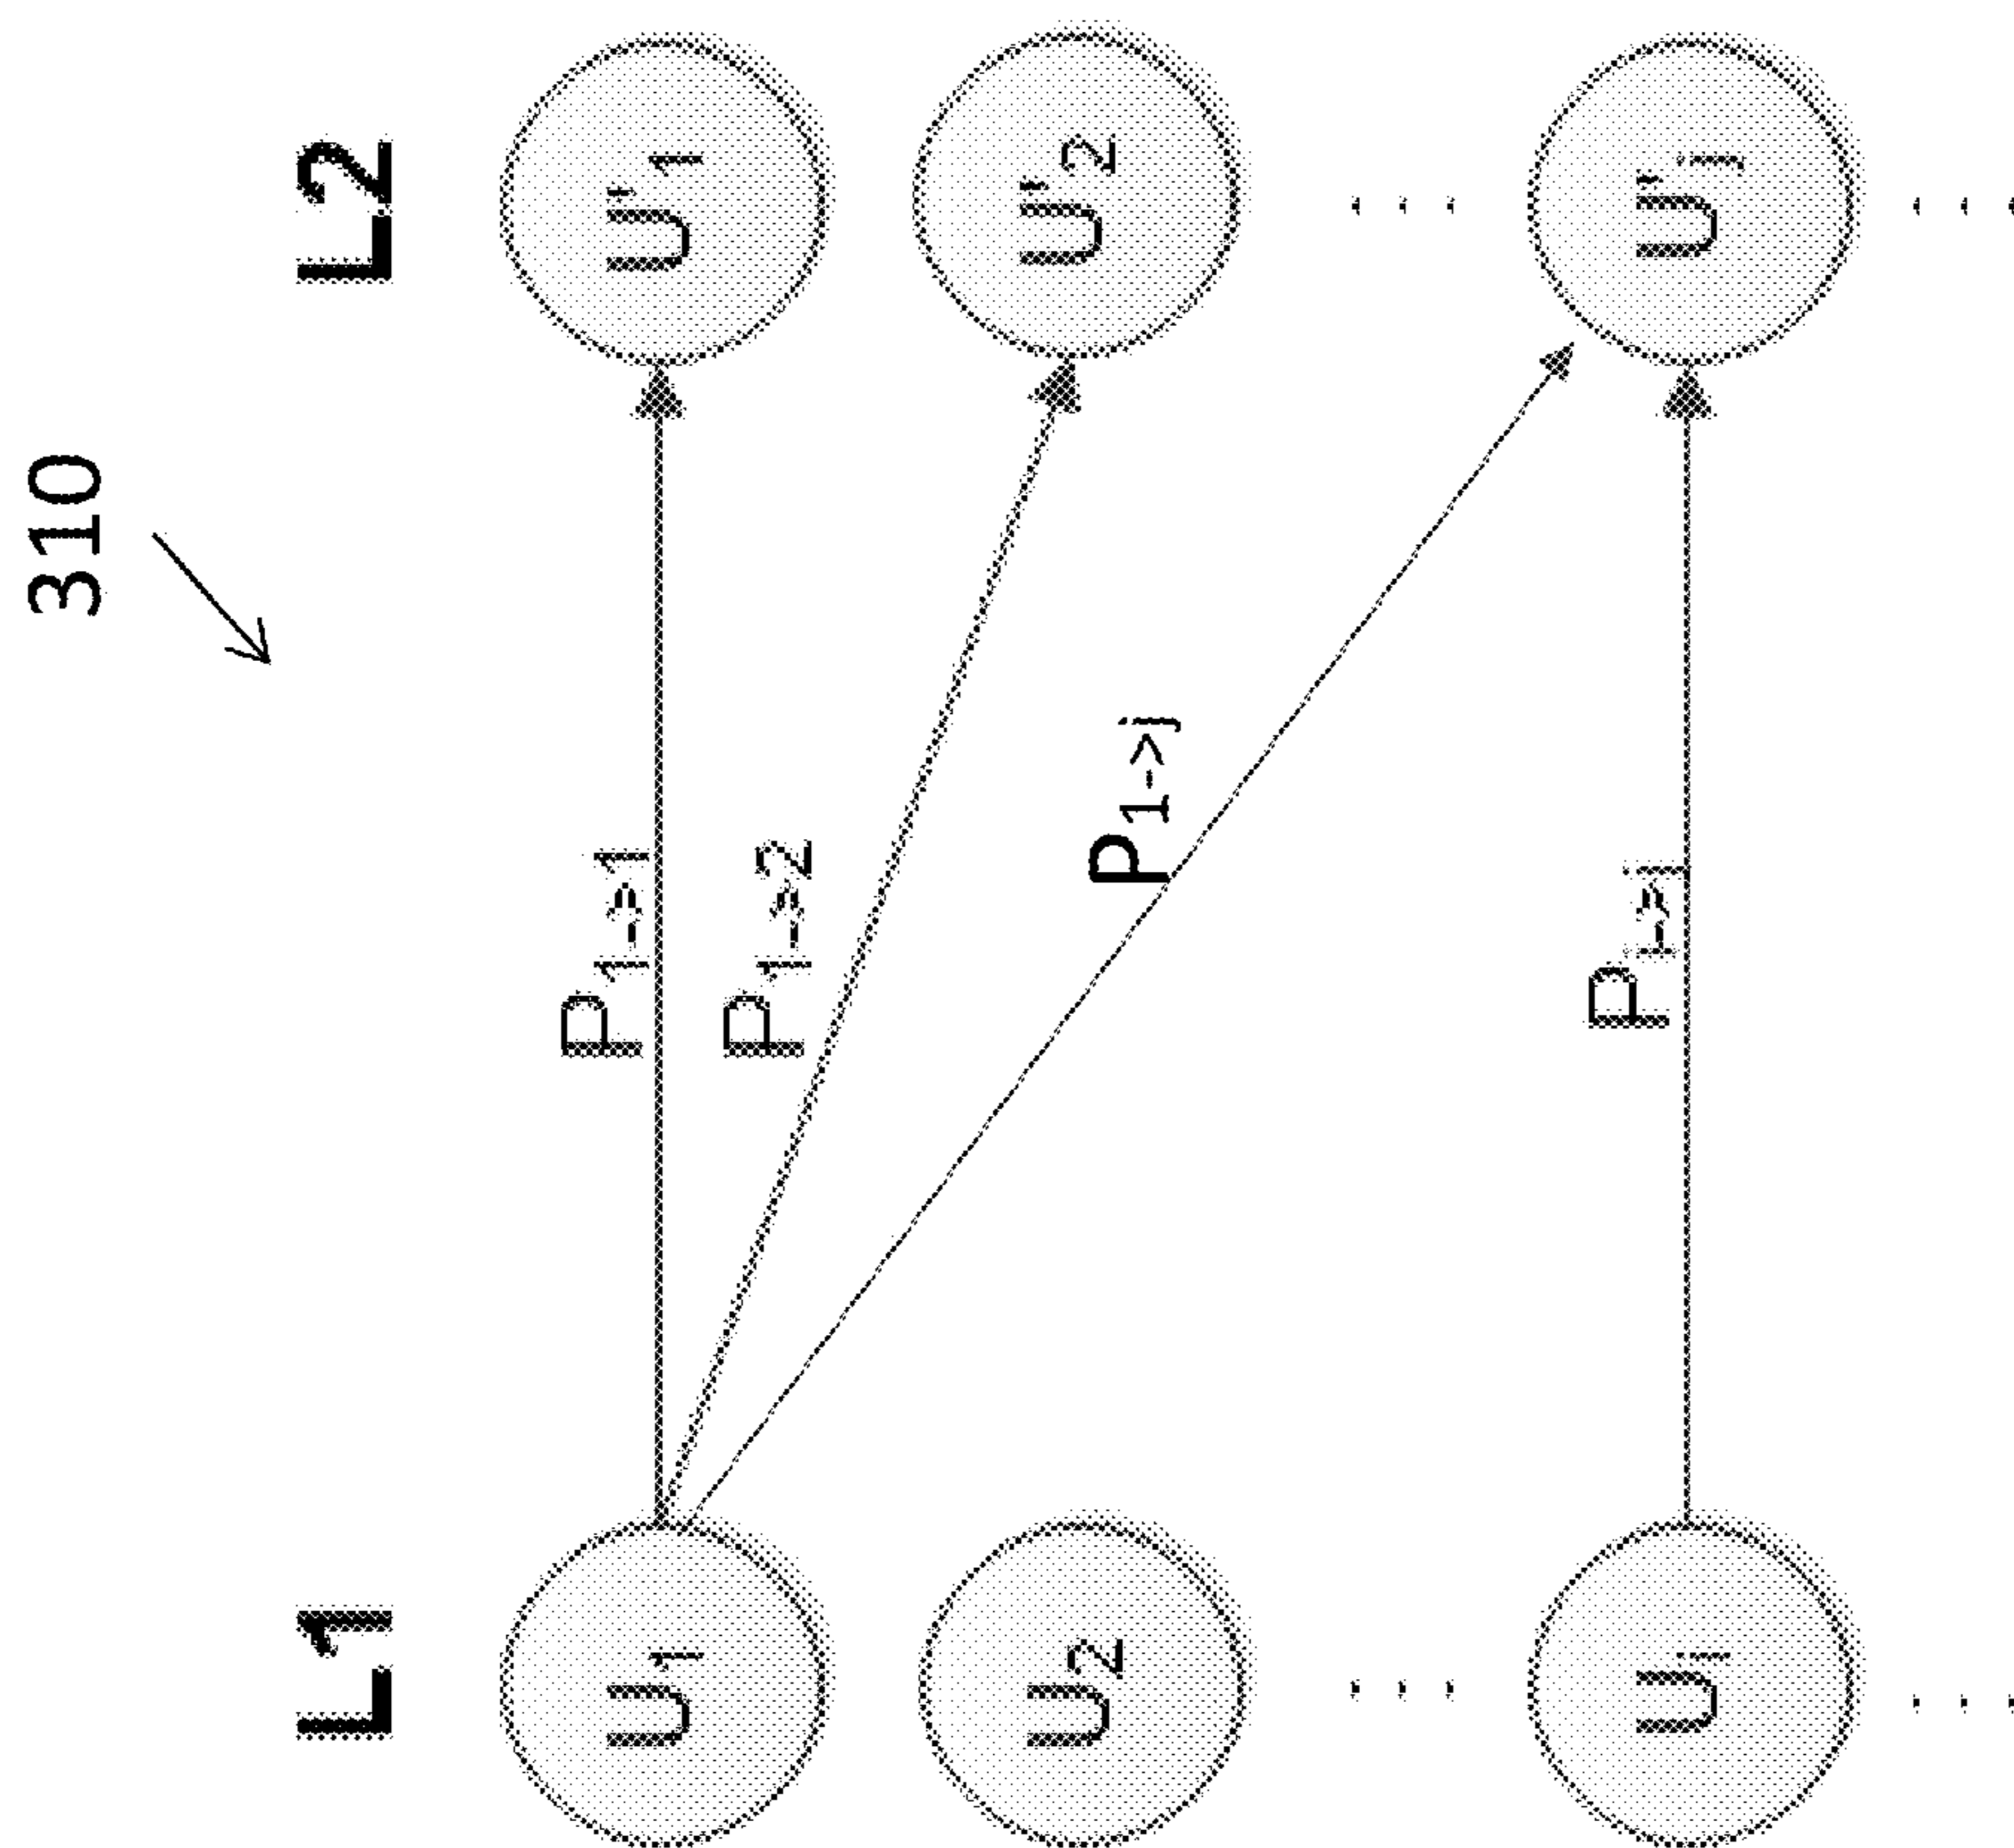 310
L1 L2
P₁->₁
U₁ U'₁
P₁->₂
U₂ U'₂
P₁->ⱼ
Pᵢ->ⱼ
Uᵢ U'ⱼ